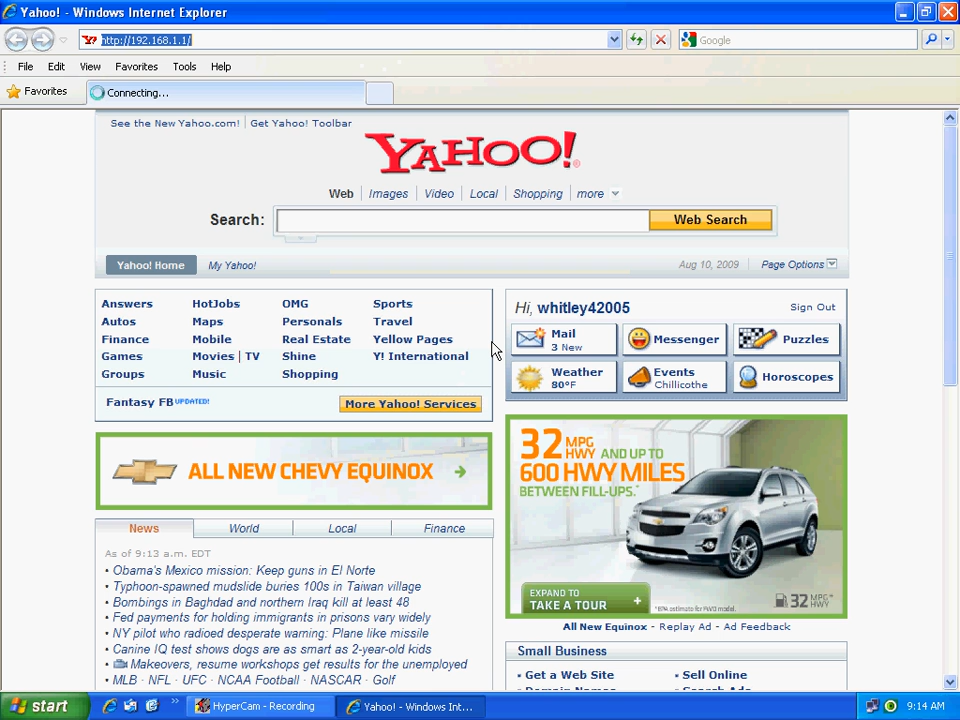 Yahoo! - Windows Internet Explorer
http://192.168.1.1/
Google
File Edit View Favorites Tools Help
Favorites
Connecting...
See the New Yahoo.com! | Get Yahoo! Toolbar
YAHOO!®
Web | Images | Video | Local | Shopping | more
Search:
Web Search
Yahoo! Home
My Yahoo!
Aug 10, 2009
Page Options
Answers HotJobs OMG Sports
Autos Maps Personals Travel
Finance Mobile Real Estate Yellow Pages
Games Movies | TV Shine Y! International
Groups Music Shopping
Fantasy FB UPDATED!
More Yahoo! Services
Hi, whitley42005
Sign Out
Mail
3 New
Messenger
Puzzles
Weather
80°F
Events
Chillicothe
Horoscopes
ALL NEW CHEVY EQUINOX
32 MPG HWY AND UP TO
600 HWY MILES
BETWEEN FILL-UPS.*
EXPAND TO
TAKE A TOUR +
32 MPG* HWY
All New Equinox - Replay Ad - Ad Feedback
News World Local Finance
As of 9:13 a.m. EDT
• Obama's Mexico mission: Keep guns in El Norte
• Typhoon-spawned mudslide buries 100s in Taiwan village
• Bombings in Baghdad and northern Iraq kill at least 48
• Fed payments for holding immigrants in prisons vary widely
• NY pilot who radioed desperate warning: Plane like missile
• Canine IQ test shows dogs are as smart as 2-year-old kids
• Makeovers, resume workshops get results for the unemployed
• MLB · NFL · UFC · NCAA Football · NASCAR · Golf
Small Business
Get a Web Site
Sell Online
start
HyperCam - Recording
Yahoo! - Windows Int...
9:14 AM